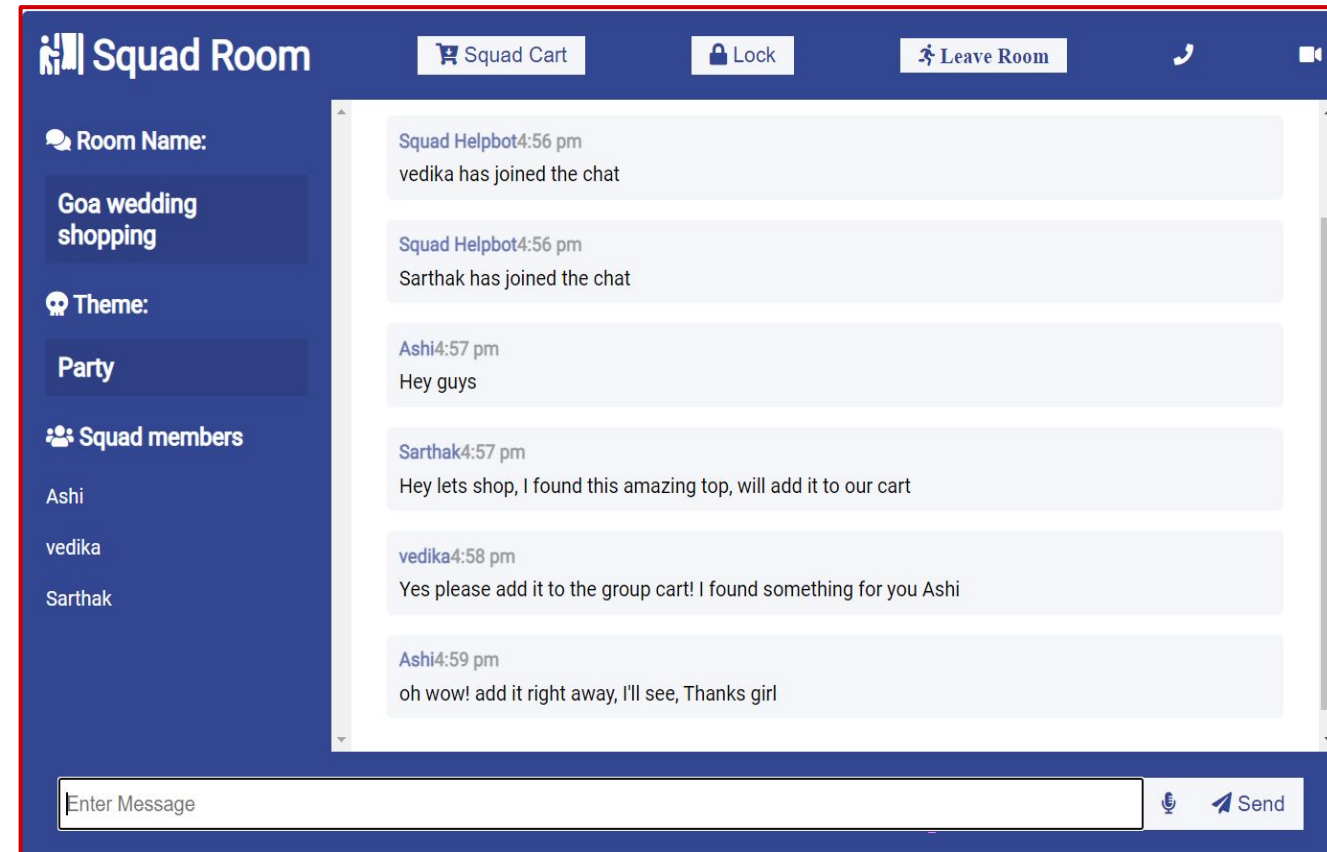 Squad Room
Squad Cart
Lock
Leave Room
Room Name:
Goa wedding
shopping
Theme:
Party
Squad members
Ashi
vedika
Sarthak
Squad Helpbot4:56 pm
vedika has joined the chat
Squad Helpbot4:56 pm
Sarthak has joined the chat
Ashi4:57 pm
Hey guys
Sarthak4:57 pm
Hey lets shop, I found this amazing top, will add it to our cart
vedika4:58 pm
Yes please add it to the group cart! I found something for you Ashi
Ashi4:59 pm
oh wow! add it right away, I'll see, Thanks girl
Enter Message
Send